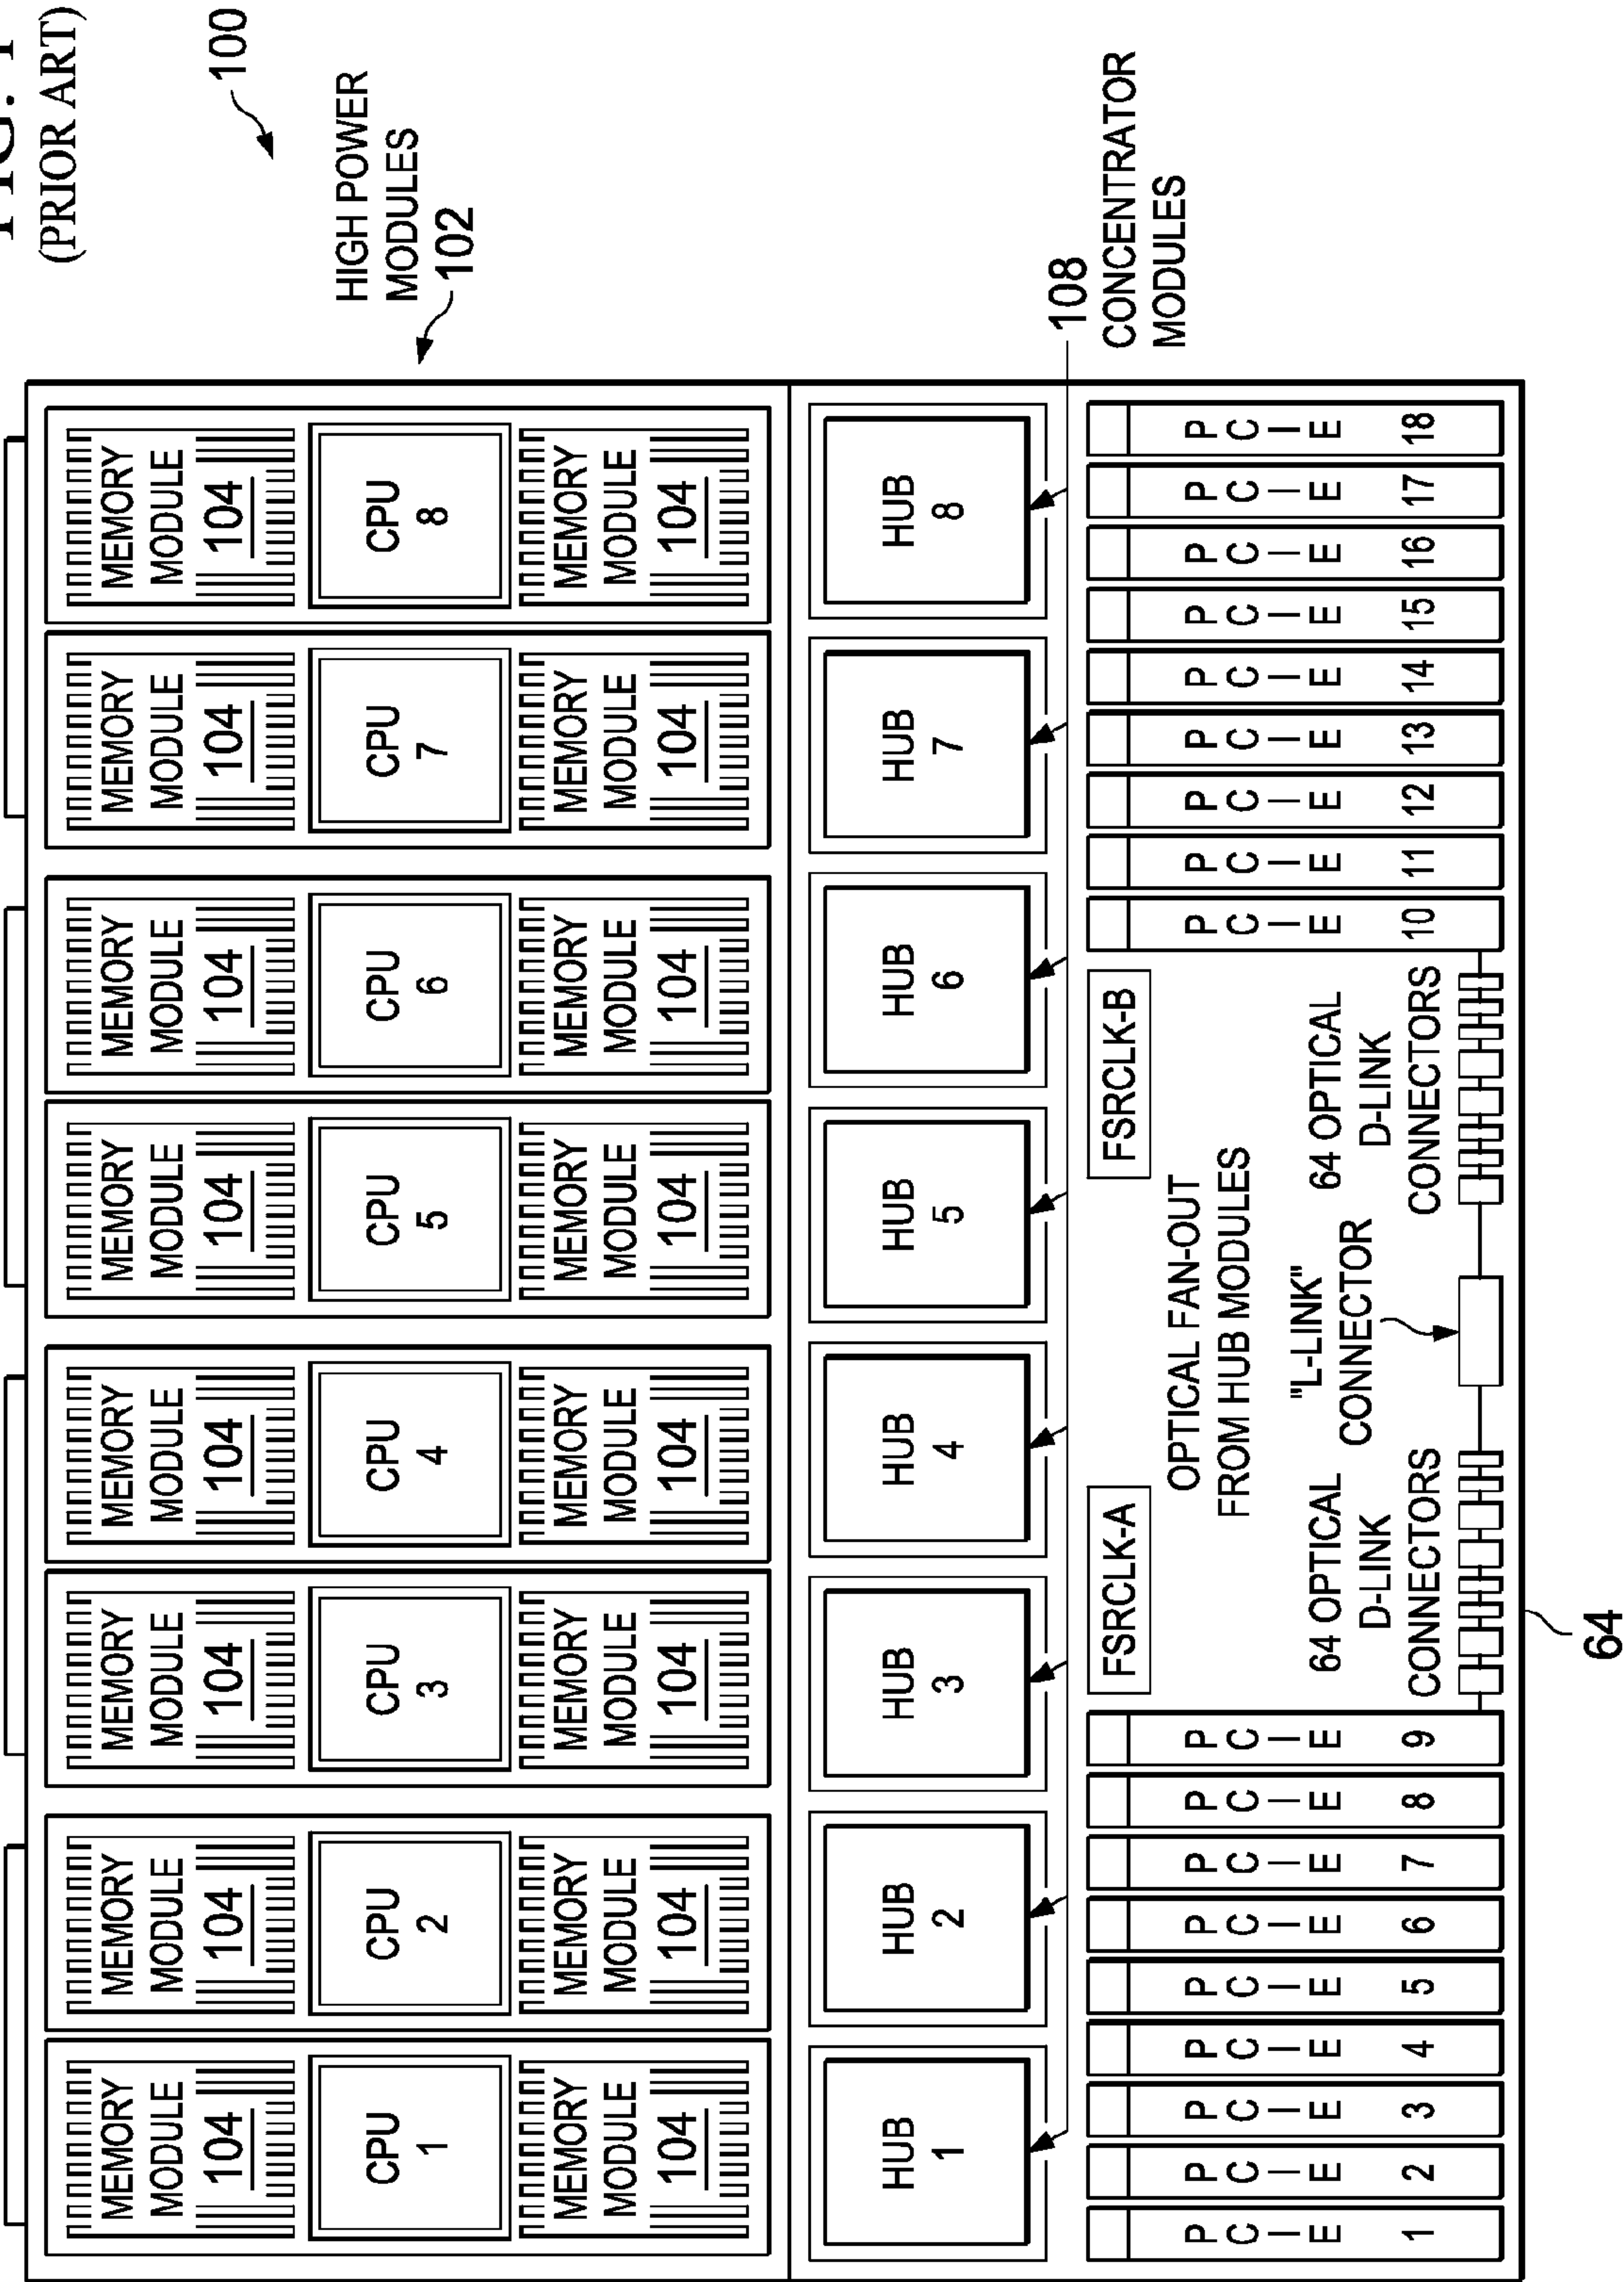 FIG. 1
(PRIOR ART)
100
HIGH POWER
MODULES
102
MEMORY
MODULE
104
MEMORY
MODULE
104
MEMORY
MODULE
104
MEMORY
MODULE
104
MEMORY
MODULE
104
MEMORY
MODULE
104
MEMORY
MODULE
104
MEMORY
MODULE
104
CPU
1
CPU
2
CPU
3
CPU
4
CPU
5
CPU
6
CPU
7
CPU
8
MEMORY
MODULE
104
MEMORY
MODULE
104
MEMORY
MODULE
104
MEMORY
MODULE
104
MEMORY
MODULE
104
MEMORY
MODULE
104
MEMORY
MODULE
104
MEMORY
MODULE
104
HUB
1
HUB
2
HUB
3
HUB
4
HUB
5
HUB
6
HUB
7
HUB
8
108
CONCENTRATOR
MODULES
PCIE
1
PCIE
2
PCIE
3
PCIE
4
PCIE
5
PCIE
6
PCIE
7
PCIE
8
PCIE
9
FSRCLK-A
FSRCLK-B
OPTICAL FAN-OUT
FROM HUB MODULES
64 OPTICAL
D-LINK
CONNECTORS
"L-LINK"
CONNECTOR
64 OPTICAL
D-LINK
CONNECTORS
PCIE
10
PCIE
11
PCIE
12
PCIE
13
PCIE
14
PCIE
15
PCIE
16
PCIE
17
PCIE
18
64